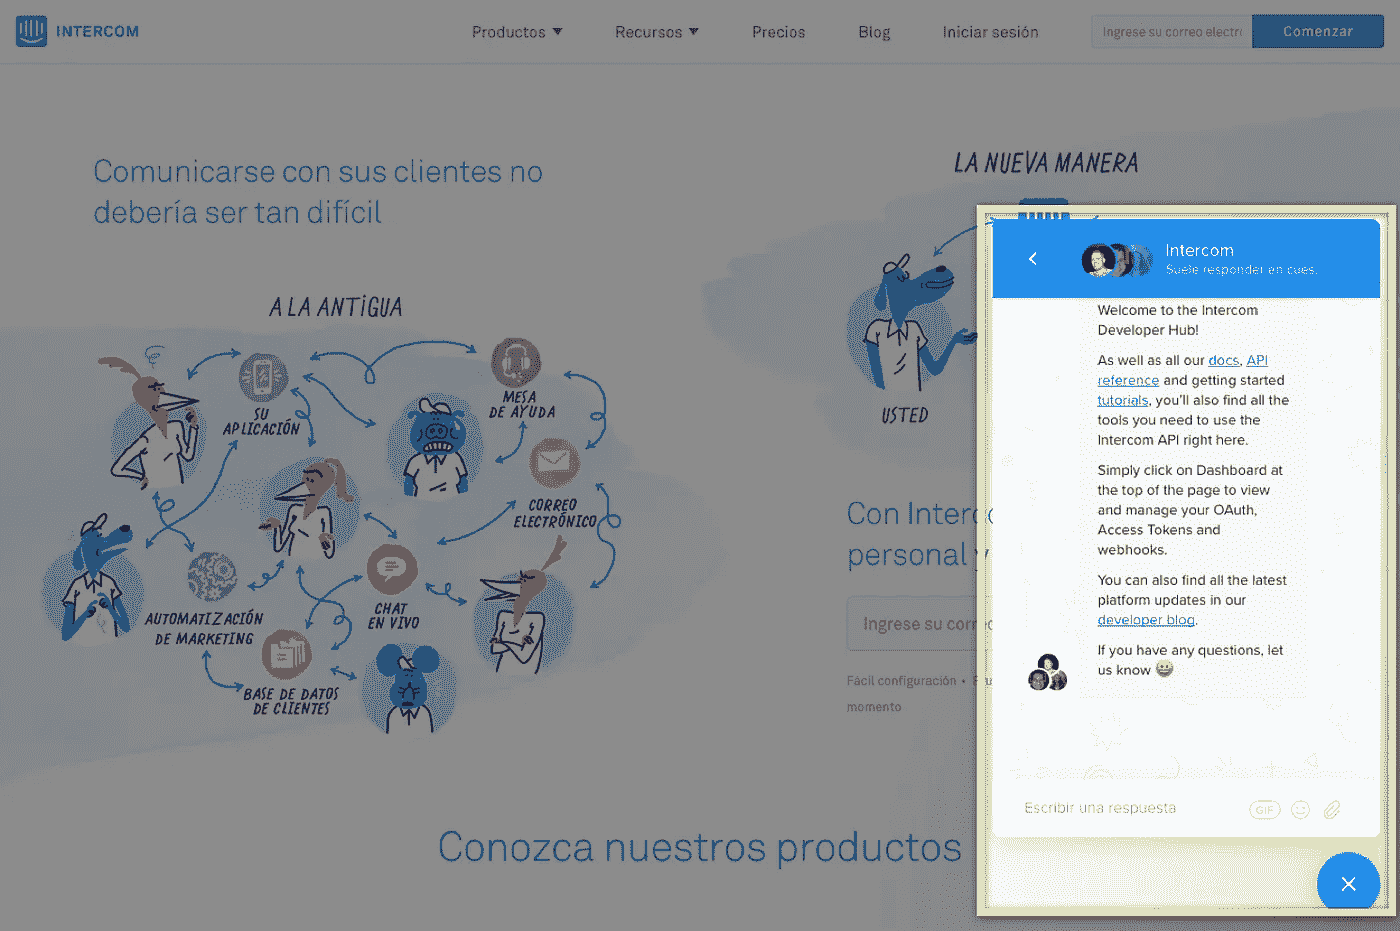 INTERCOM
Productos
Recursos
Precios
Blog
Iniciar sesión
Ingrese su correo electri
Comenzar
Comunicarse con sus clientes no
debería ser tan difícil
A LA ANTIGUA
SU
APLICACIÓN
MESA
DE AYUDA
CORREO
ELECTRÓNICO
AUTOMATIZACIÓN
DE MARKETING
CHAT
EN VIVO
BASE DE DATOS
DE CLIENTES
LA NUEVA MANERA
USTED
Con Interc
personal y
Ingrese su corre
Fácil configuración •
momento
Intercom
Suele responder en
Welcome to the Intercom
Developer Hub!
As well as all our docs, API
reference and getting started
tutorials, you'll also find all the
tools you need to use the
Intercom API right here.
Simply click on Dashboard at
the top of the page to view
and manage your OAuth,
Access Tokens and
webhooks.
You can also find all the latest
platform updates in our
developer blog.
If you have any questions, let
us know 😀
Escribir una respuesta
GIF
Conozca nuestros productos